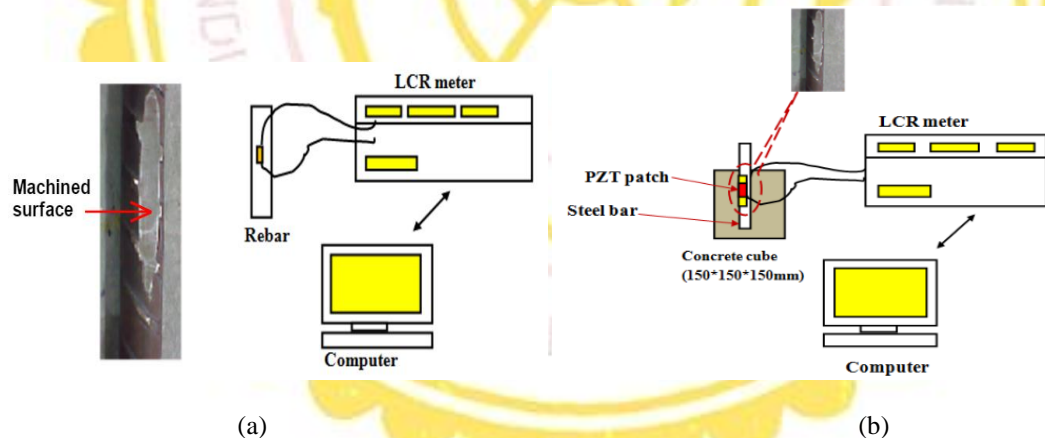 LCR meter
Machined
surface
Rebar
Computer
(a)
LCR meter
PZT patch
Steel bar
Concrete cube
(150*150*150mm)
Computer
(b)